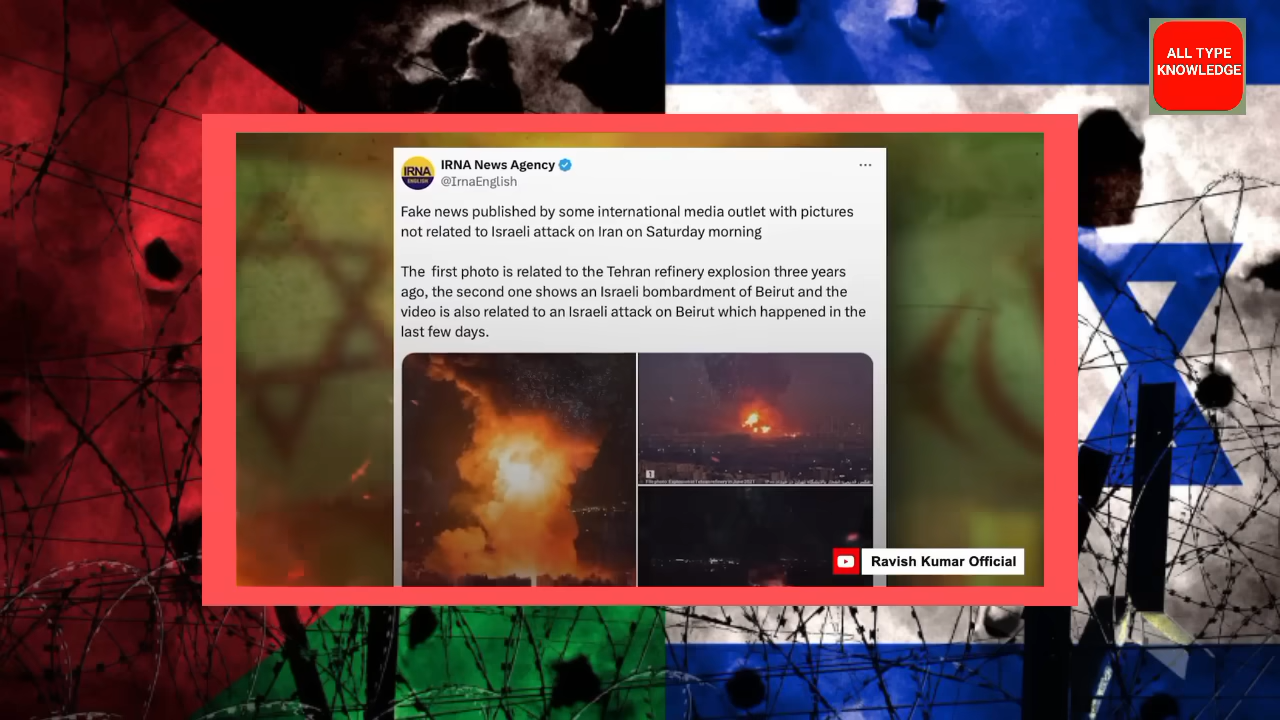 ALL TYPE
KNOWLEDGE
IRNA
ENGLISH
IRNA News Agency
@IrnaEnglish
Fake news published by some international media outlet with pictures
not related to Israeli attack on Iran on Saturday morning
The first photo is related to the Tehran refinery explosion three years
ago, the second one shows an Israeli bombardment of Beirut and the
video is also related to an Israeli attack on Beirut which happened in the
last few days.
Ravish Kumar Official